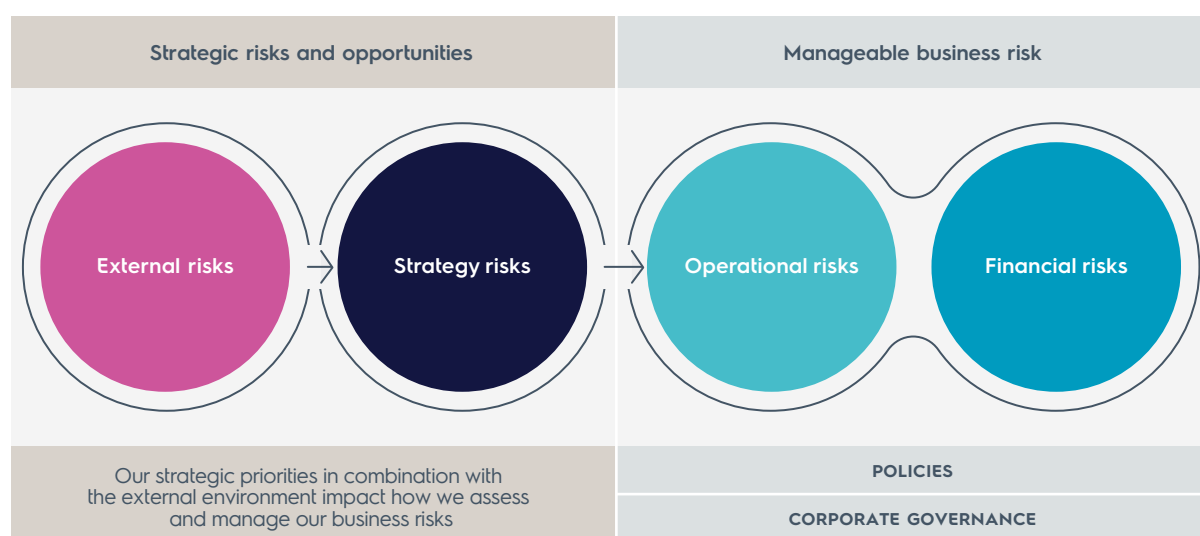 Strategic risks and opportunities
Manageable business risk
External risks
Strategy risks
Operational risks
Financial risks
Our strategic priorities in combination with
the external environment impact how we assess
and manage our business risks
POLICIES
CORPORATE GOVERNANCE